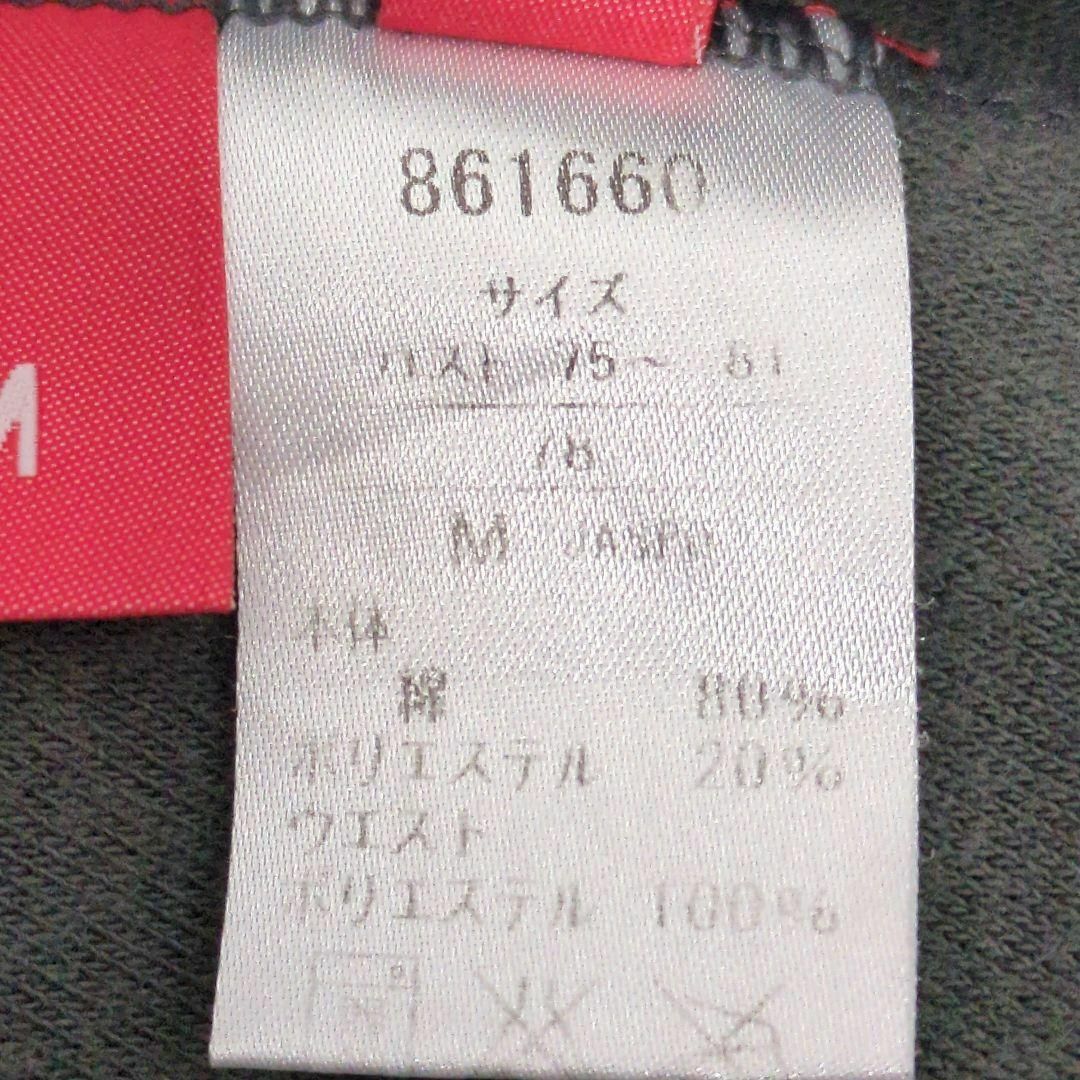 861660
サイズ
バスト 75～ 81
M JAPAN
本体
綿 80%
ポリエステル 20%
ウエスト
ポリエステル 100%
M